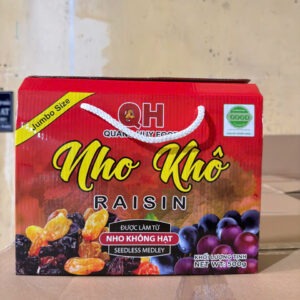 Jumbo Size
QH
QUANG HUY FOOD
GOOD
Nho Khô
RAISIN
ĐƯỢC LÀM TỪ
NHO KHÔNG HẠT
SEEDLESS MEDLEY
KHỐI LƯỢNG TỊNH
NET WT: 500g